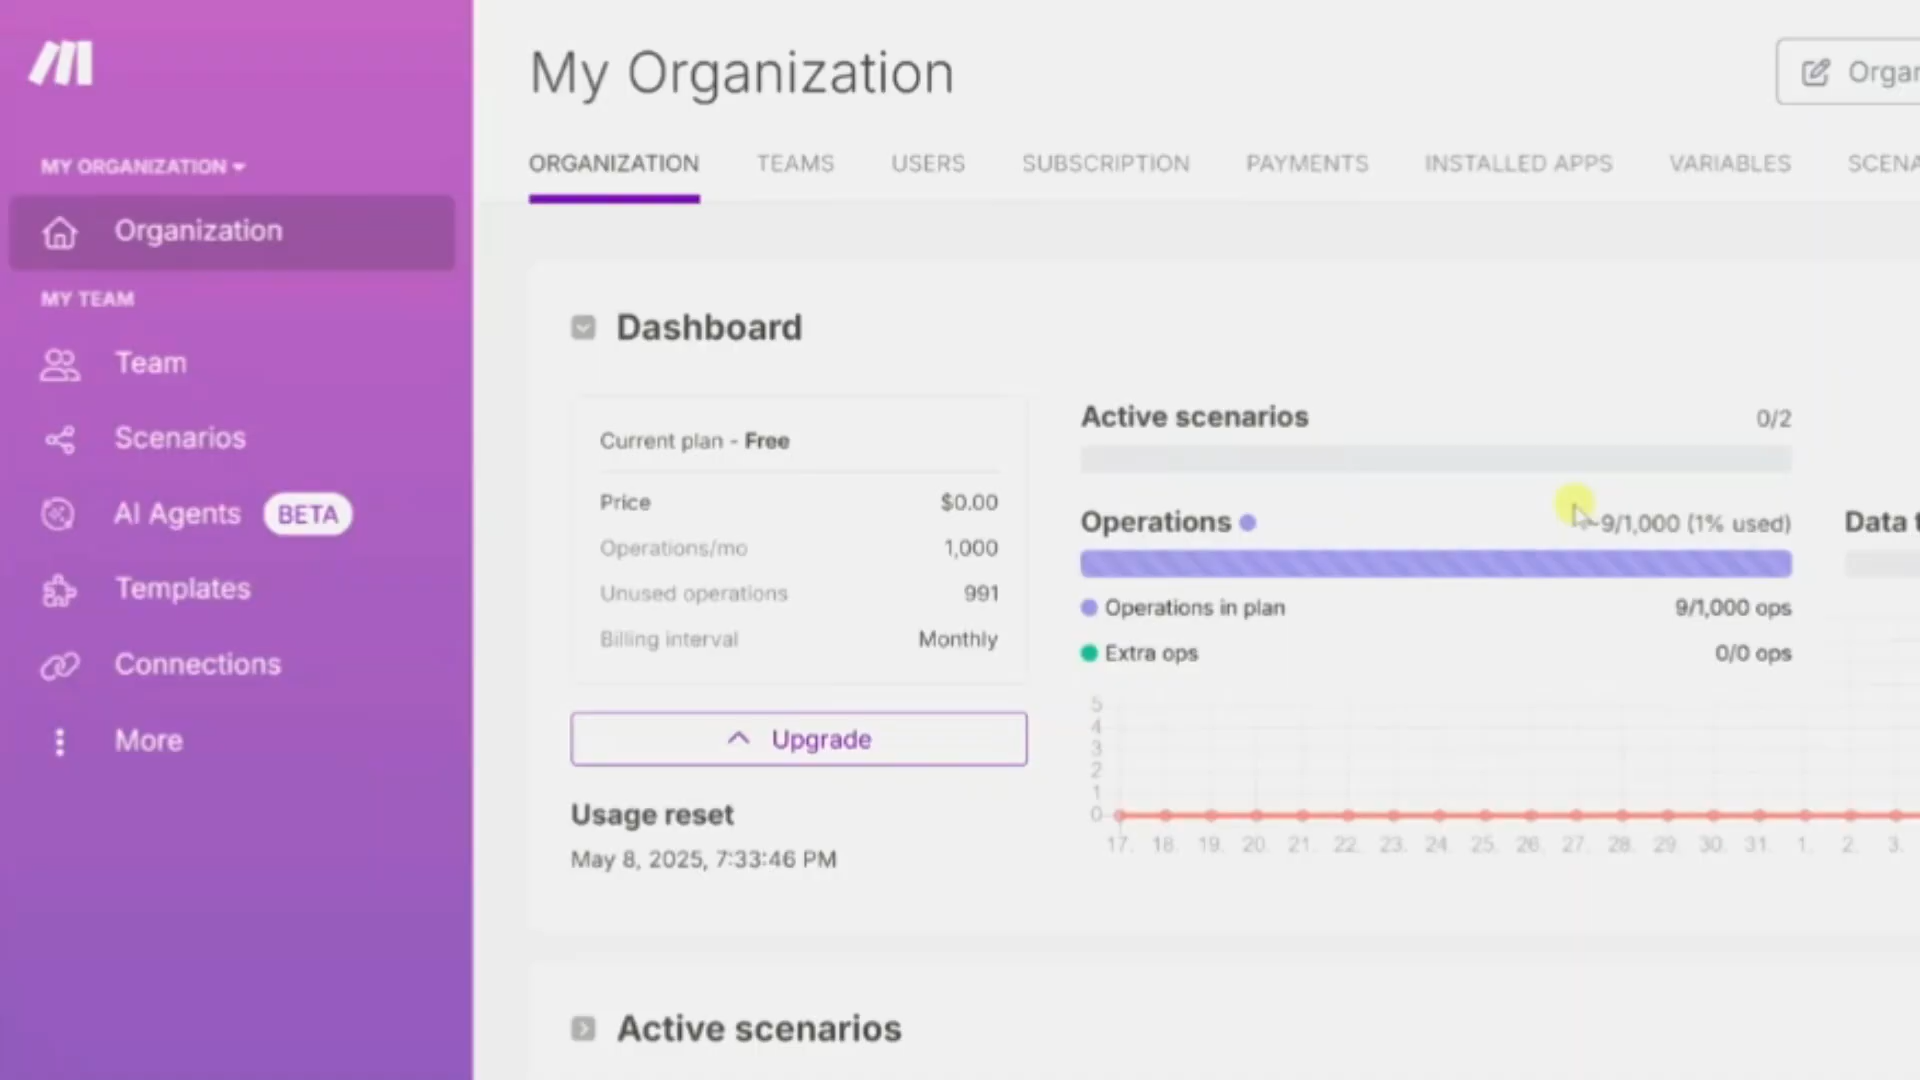 MY ORGANIZATION
Organization
MY TEAM
Team
Scenarios
AI Agents BETA
Templates
Connections
More
My Organization
Organ
ORGANIZATION TEAMS USERS SUBSCRIPTION PAYMENTS INSTALLED APPS VARIABLES SCENA
Dashboard
Current plan - Free
Price $0.00
Operations/mo 1,000
Unused operations 991
Billing interval Monthly
Upgrade
Usage reset
May 8, 2025, 7:33:46 PM
Active scenarios 0/2
Operations ~9/1,000 (1% used)
Operations in plan 9/1,000 ops
Extra ops 0/0 ops
Data t
5
4
3
2
1
0
17. 18. 19. 20. 21. 22. 23. 24. 25. 26. 27. 28. 29. 30. 31. 1. 2. 3.
Active scenarios